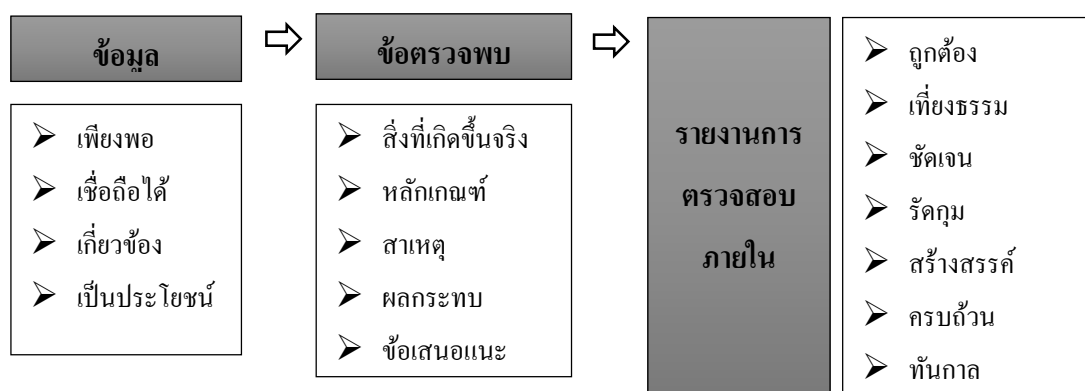 ข้อมูล
เพียงพอ
เชื่อถือได้
เกี่ยวข้อง
เป็นประโยชน์
ข้อตรวจพบ
สิ่งที่เกิดขึ้นจริง
หลักเกณฑ์
สาเหตุ
ผลกระทบ
ข้อเสนอแนะ
รายงานการ
ตรวจสอบ
ภายใน
ถูกต้อง
เที่ยงธรรม
ชัดเจน
รัดกุม
สร้างสรรค์
ครบถ้วน
ทันกาล